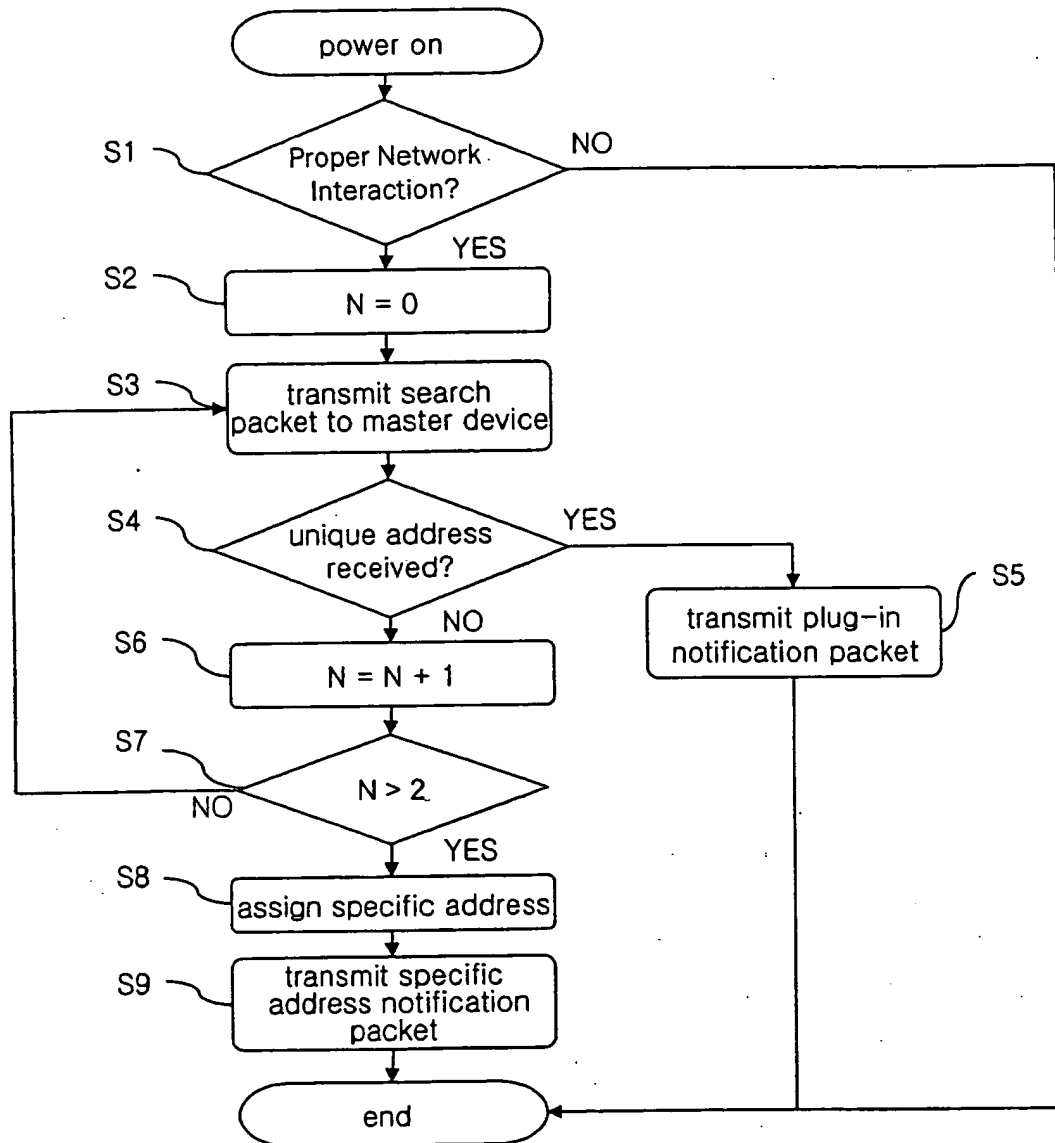 power on
S1
Proper Network
Interaction?
NO
YES
S2
N = 0
S3
transmit search
packet to master device
S4
unique address
received?
YES
S5
transmit plug-in
notification packet
NO
S6
N = N + 1
S7
N > 2
NO
YES
S8
assign specific address
S9
transmit specific
address notification
packet
end